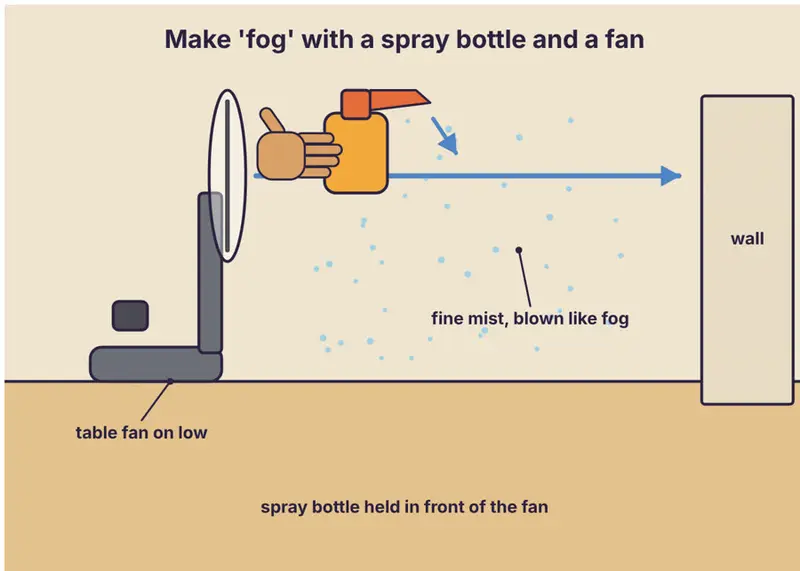 Make 'fog' with a spray bottle and a fan
wall
fine mist, blown like fog
table fan on low
spray bottle held in front of the fan